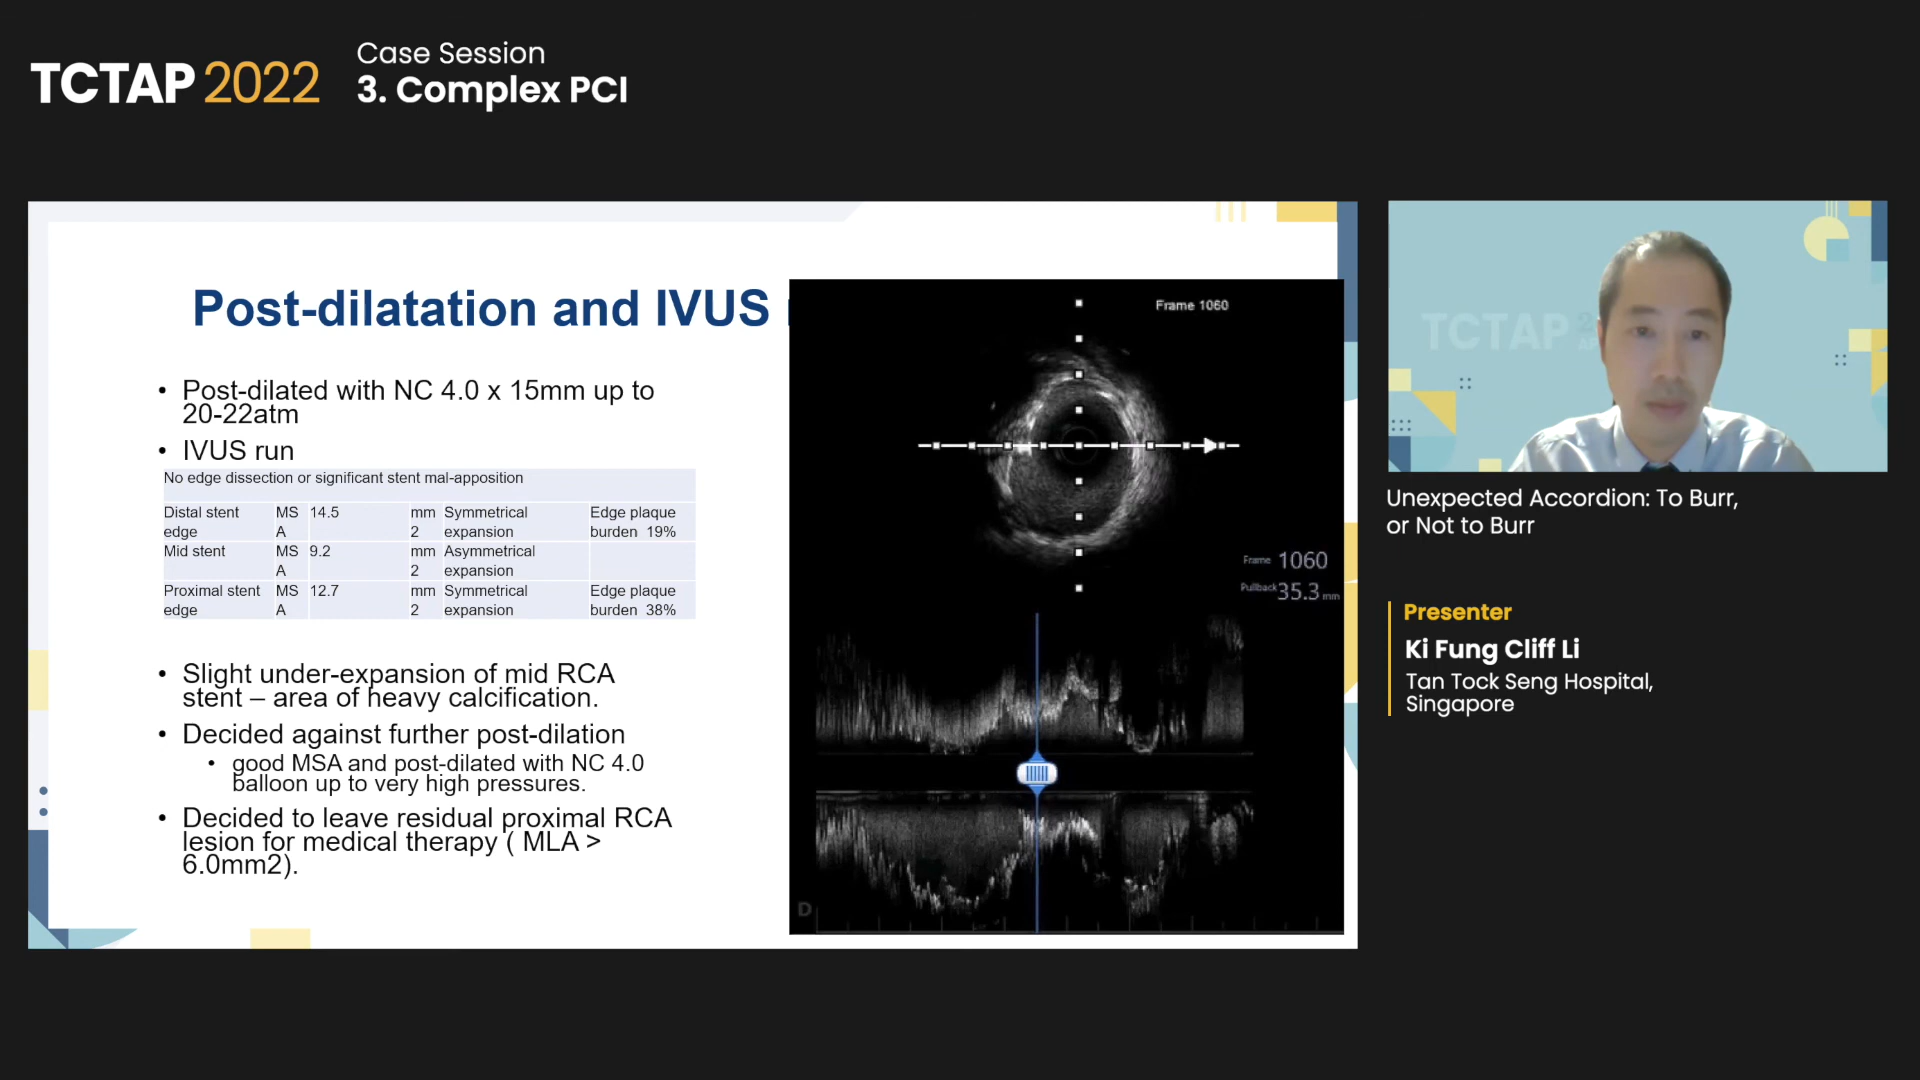 TCTAP 2022
Case Session
3. Complex PCI
Post-dilatation and IVUS
• Post-dilated with NC 4.0 x 15mm up to
20-22atm
• IVUS run
No edge dissection or significant stent mal-apposition
Distal stent edge MSA 14.5 mm2 Symmetrical expansion Edge plaque burden 19%
Mid stent MSA 9.2 mm2 Asymmetrical expansion
Proximal stent edge MSA 12.7 mm2 Symmetrical expansion Edge plaque burden 38%
• Slight under-expansion of mid RCA
stent – area of heavy calcification.
• Decided against further post-dilation
• good MSA and post-dilated with NC 4.0
balloon up to very high pressures.
• Decided to leave residual proximal RCA
lesion for medical therapy ( MLA >
6.0mm2).
Frame 1060
Frame 1060
Pullback 35.3 mm
D
TCTAP
Unexpected Accordion: To Burr,
or Not to Burr
Presenter
Ki Fung Cliff Li
Tan Tock Seng Hospital,
Singapore